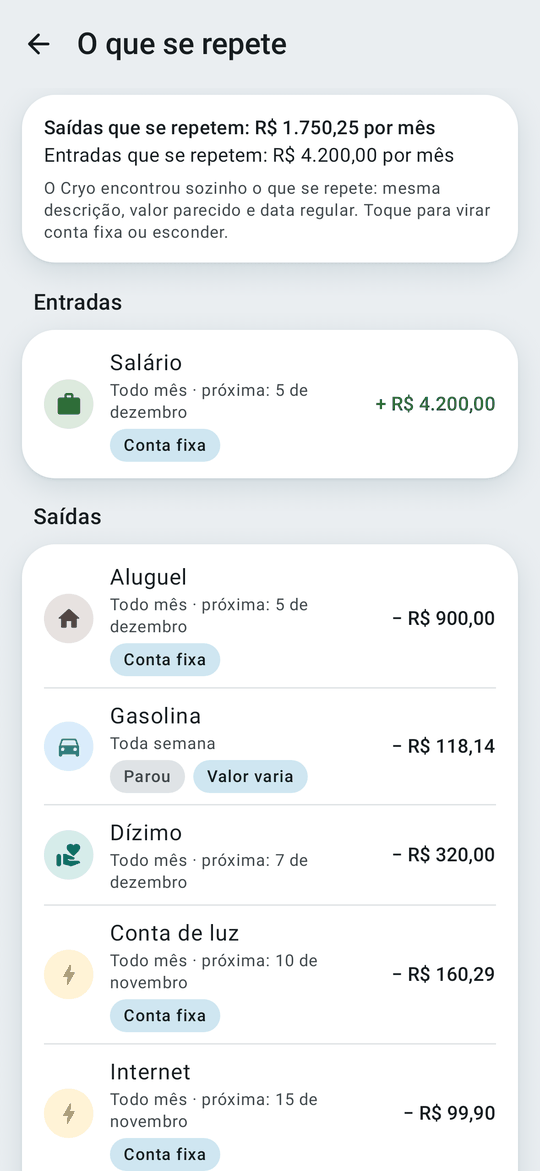 O que se repete
Saídas que se repetem: R$ 1.750,25 por mês
Entradas que se repetem: R$ 4.200,00 por mês
O Cryo encontrou sozinho o que se repete: mesma
descrição, valor parecido e data regular. Toque para virar
conta fixa ou esconder.
Entradas
Salário
Todo mês · próxima: 5 de
dezembro
+ R$ 4.200,00
Conta fixa
Saídas
Aluguel
Todo mês · próxima: 5 de
dezembro
− R$ 900,00
Conta fixa
Gasolina
Toda semana
− R$ 118,14
Parou Valor varia
Dízimo
Todo mês · próxima: 7 de
dezembro
− R$ 320,00
Conta de luz
Todo mês · próxima: 10 de
novembro
− R$ 160,29
Conta fixa
Internet
Todo mês · próxima: 15 de
novembro
− R$ 99,90
Conta fixa